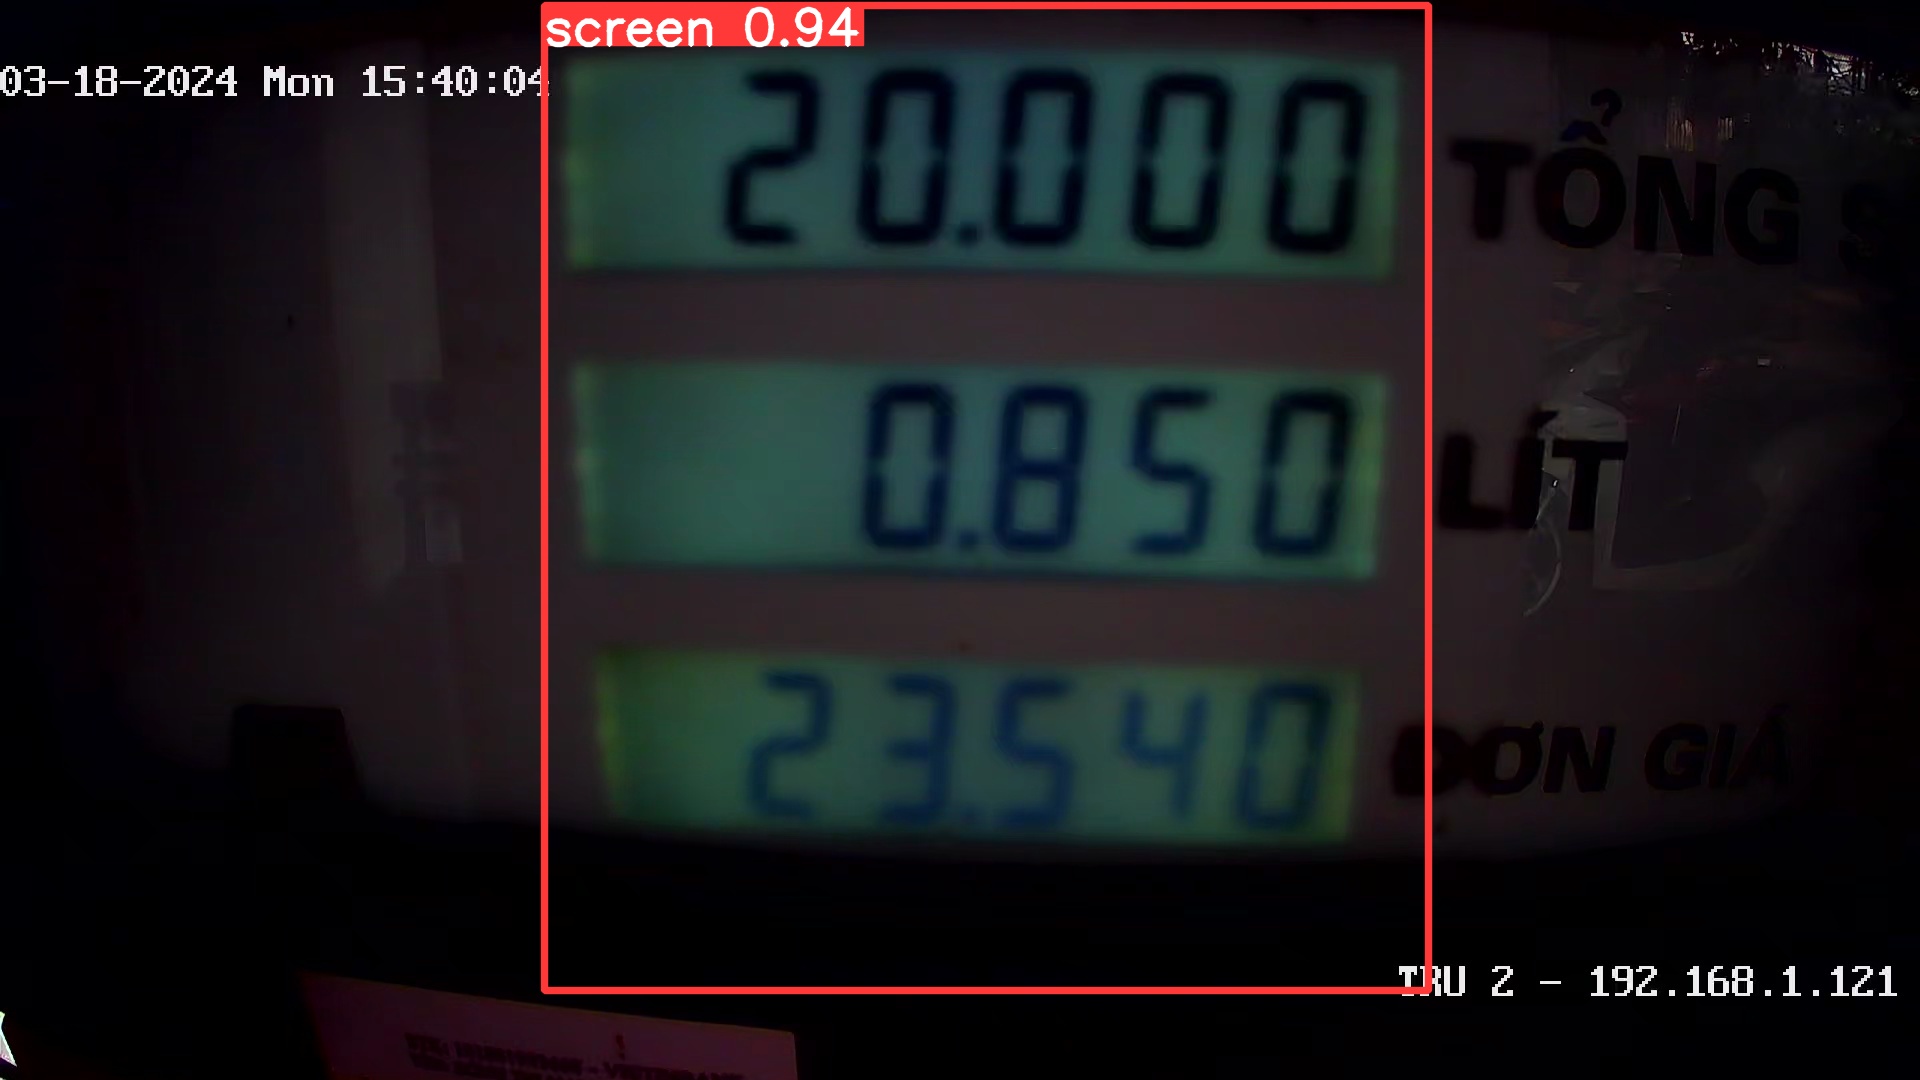 screen 0.94
03-18-2024 Mon 15:40:04
20.000
TỔNG
0.850
LÍT
23.540
ĐƠN GIÁ
TRU 2 - 192.168.1.121